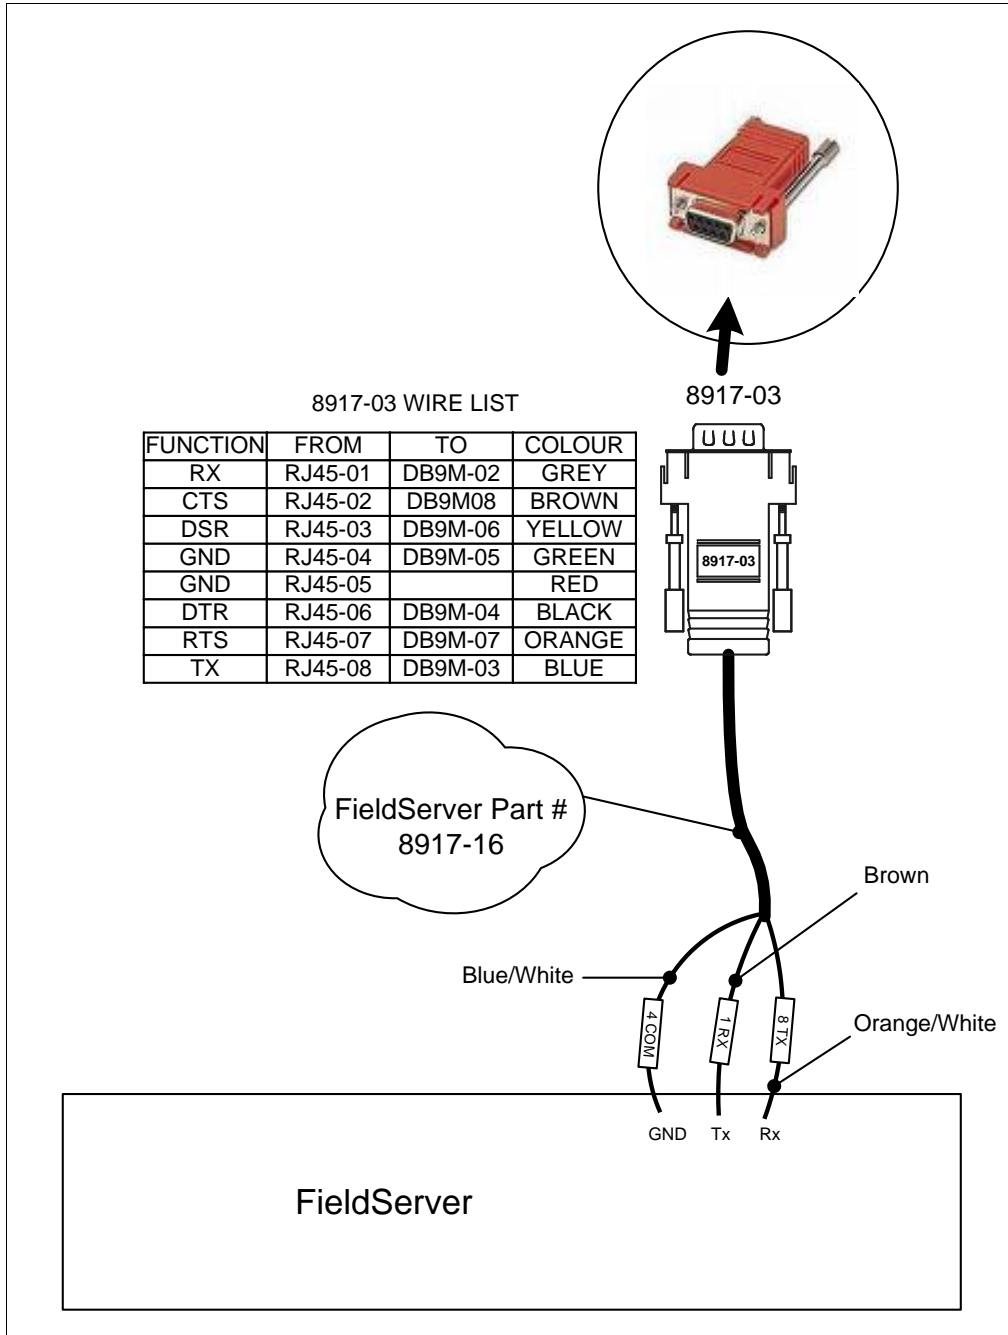 8917-03
8917-03 WIRE LIST
FUNCTION FROM TO COLOUR
RX RJ45-01 DB9M-02 GREY
CTS RJ45-02 DB9M08 BROWN
DSR RJ45-03 DB9M-06 YELLOW
GND RJ45-04 DB9M-05 GREEN
GND RJ45-05 RED
DTR RJ45-06 DB9M-04 BLACK
RTS RJ45-07 DB9M-07 ORANGE
TX RJ45-08 DB9M-03 BLUE
8917-03
FieldServer Part #
8917-16
Brown
Blue/White
Orange/White
4 COM
1 RX
8 TX
GND Tx Rx
FieldServer